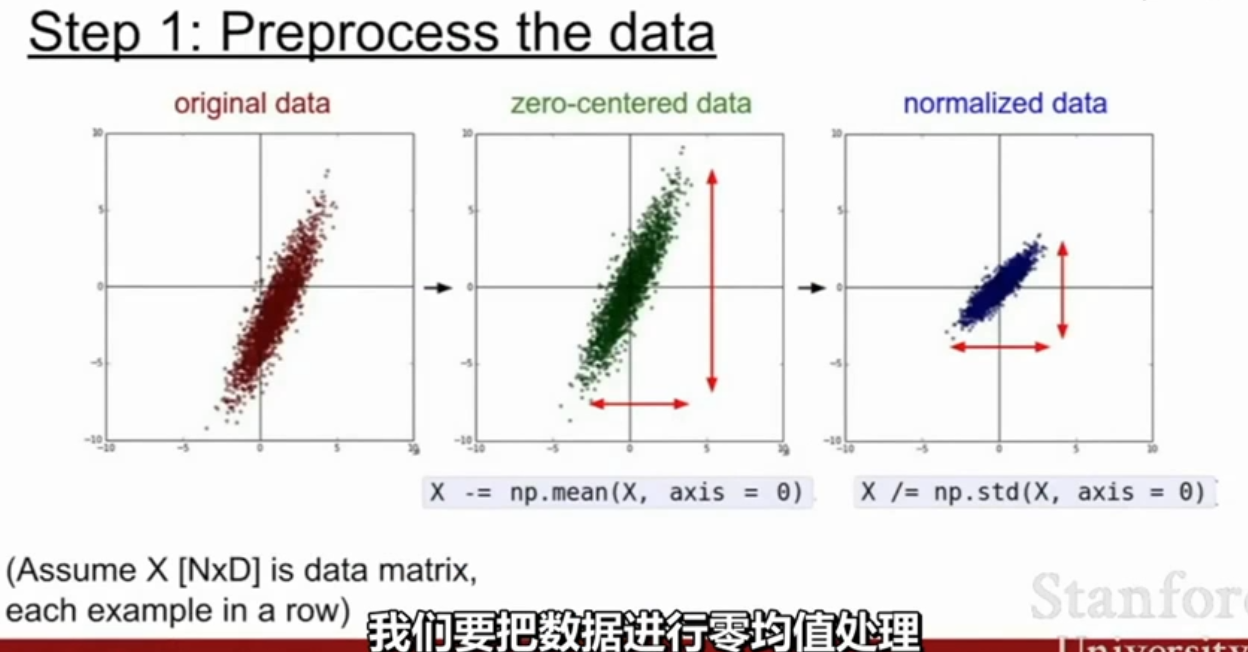 Step 1: Preprocess the data
original data
zero-centered data
normalized data
10
5
0
-5
-10
-10 -5 0 5 10
10
5
0
-5
-10
-10 -5 0 5 10
10
5
0
-5
-10
-10 -5 0 5 10
X -= np.mean(X, axis = 0)
X /= np.std(X, axis = 0)
(Assume X [NxD] is data matrix,
each example in a row)
Stanfor
University
我们要把数据进行零均值处理